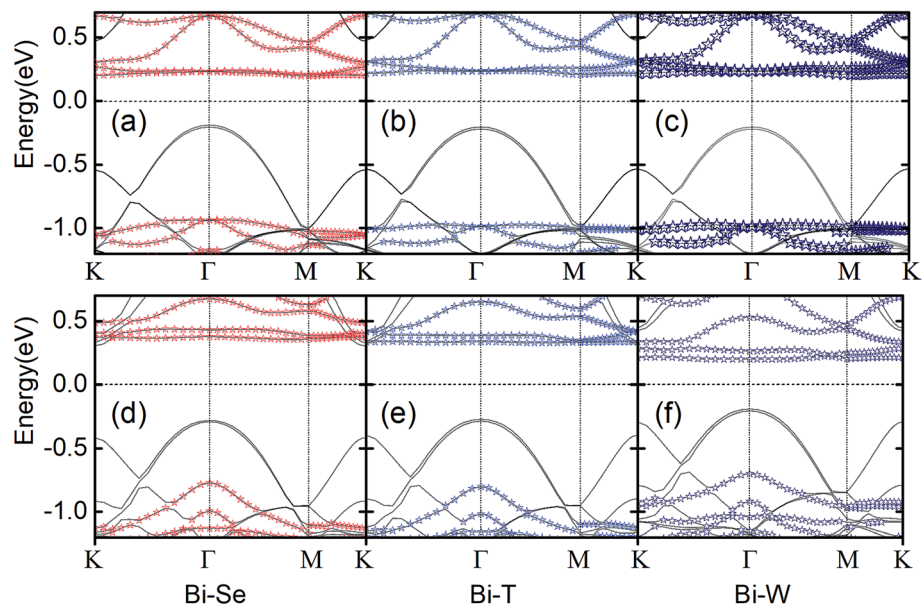 Energy(eV)
0.5
0.0
-0.5
-1.0
(a)
(b)
(c)
K Γ M K Γ M K Γ M K
Energy(eV)
0.5
0.0
-0.5
-1.0
(d)
(e)
(f)
K Γ M K Γ M K Γ M K
Bi-Se Bi-T Bi-W